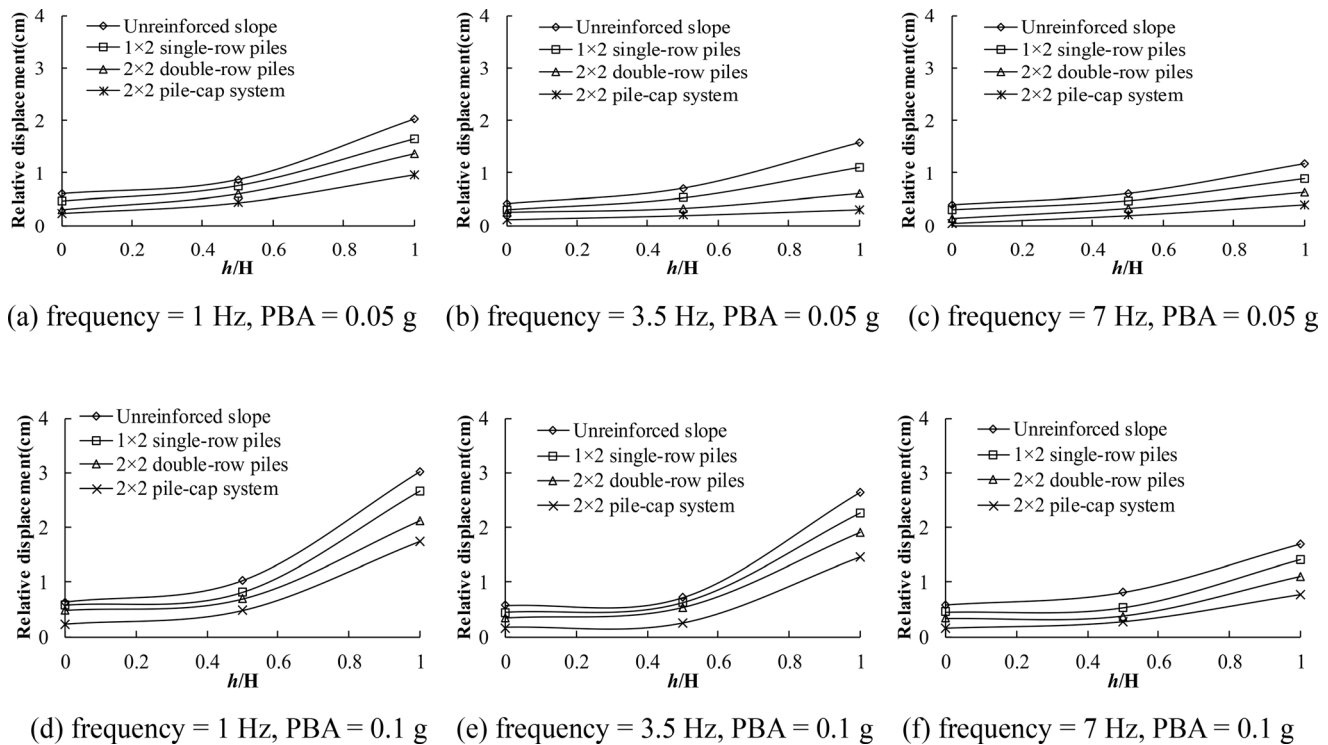 Relative displacement(cm)
4
3
2
1
0
Unreinforced slope
1×2 single-row piles
2×2 double-row piles
2×2 pile-cap system
0 0.2 0.4 0.6 0.8 1
h/H
(a) frequency = 1 Hz, PBA = 0.05 g
Relative displacement(cm)
4
3
2
1
0
Unreinforced slope
1×2 single-row piles
2×2 double-row piles
2×2 pile-cap system
0 0.2 0.4 0.6 0.8 1
h/H
(b) frequency = 3.5 Hz, PBA = 0.05 g
Relative displacement(cm)
4
3
2
1
0
Unreinforced slope
1×2 single-row piles
2×2 double-row piles
2×2 pile-cap system
0 0.2 0.4 0.6 0.8 1
h/H
(c) frequency = 7 Hz, PBA = 0.05 g
Relative displacement(cm)
4
3
2
1
0
Unreinforced slope
1×2 single-row piles
2×2 double-row piles
2×2 pile-cap system
0 0.2 0.4 0.6 0.8 1
h/H
(d) frequency = 1 Hz, PBA = 0.1 g
Relative displacement(cm)
4
3
2
1
0
Unreinforced slope
1×2 single-row piles
2×2 double-row piles
2×2 pile-cap system
0 0.2 0.4 0.6 0.8 1
h/H
(e) frequency = 3.5 Hz, PBA = 0.1 g
Relative displacement(cm)
4
3
2
1
0
Unreinforced slope
1×2 single-row piles
2×2 double-row piles
2×2 pile-cap system
0 0.2 0.4 0.6 0.8 1
h/H
(f) frequency = 7 Hz, PBA = 0.1 g